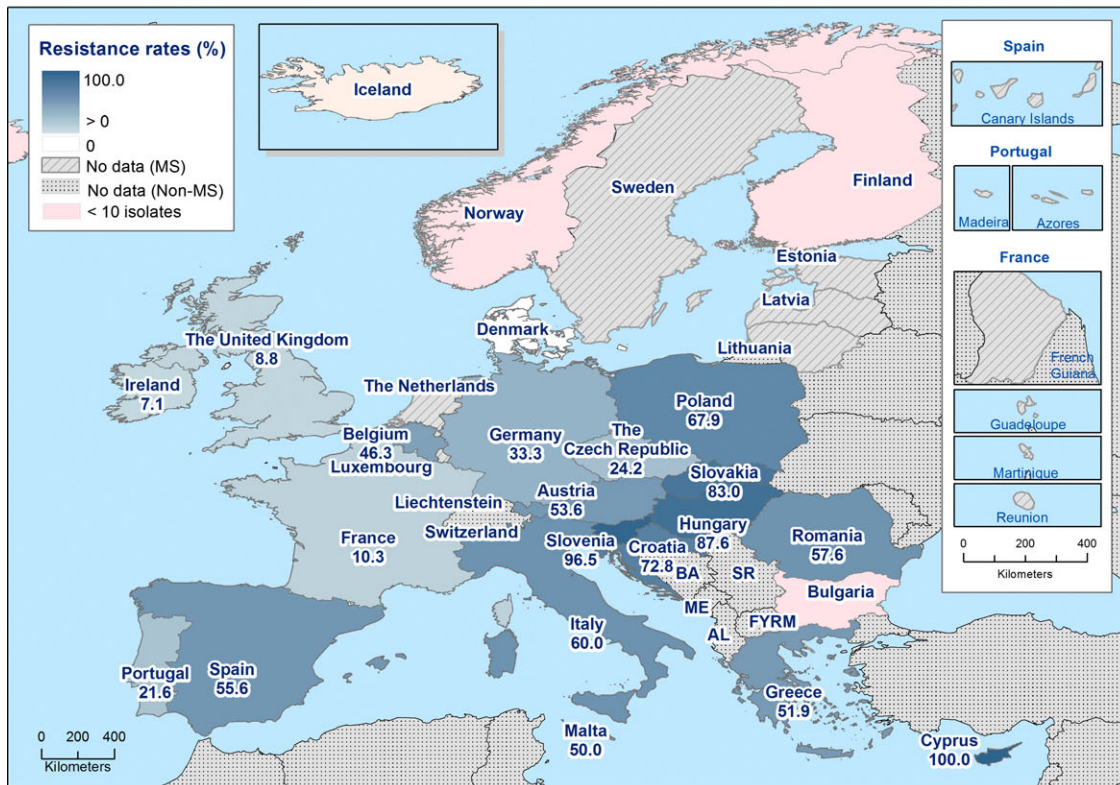 Resistance rates (%)
100.0
> 0
0
No data (MS)
No data (Non-MS)
< 10 isolates
Iceland
Spain
Canary Islands
Portugal
Madeira
Azores
France
French
Guiana
Guadeloupe
Martinique
Reunion
0 200 400
Kilometers
Norway
Sweden
Finland
Estonia
Latvia
Lithuania
Denmark
The United Kingdom
8.8
Ireland
7.1
The Netherlands
Belgium
46.3
Luxembourg
Germany
33.3
Poland
67.9
The
Czech Republic
24.2
Slovakia
83.0
Austria
53.6
Liechtenstein
Switzerland
France
10.3
Slovenia
96.5
Hungary
87.6
Croatia
72.8
Romania
57.6
BA
SR
Bulgaria
ME
FYRM
AL
Italy
60.0
Portugal
21.6
Spain
55.6
Greece
51.9
Malta
50.0
Cyprus
100.0
0 200 400
Kilometers